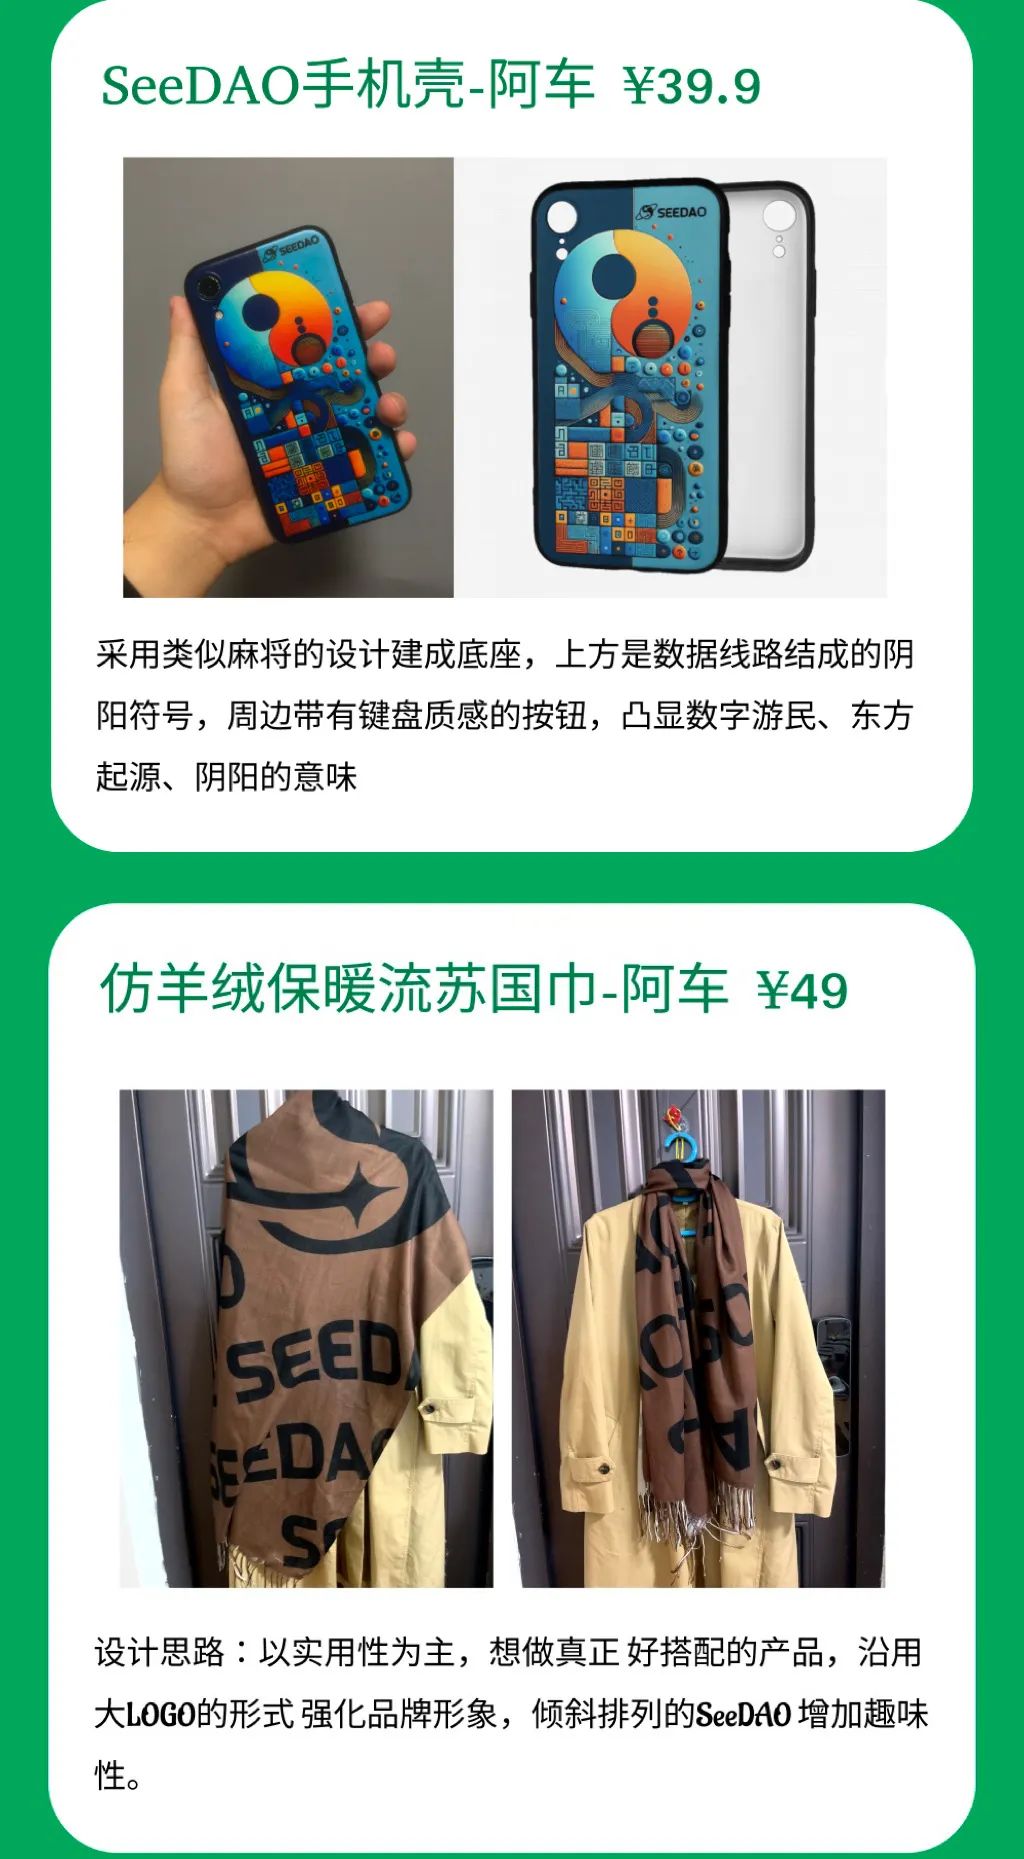 SeeDAO手机壳-阿车 ¥39.9
SEEDAO
SEEDAO
采用类似麻将的设计建成底座，上方是数据线路结成的阴
阳符号，周边带有键盘质感的按钮，凸显数字游民、东方
起源、阴阳的意味
仿羊绒保暖流苏国巾-阿车 ¥49
SEED
SEEDA
设计思路：以实用性为主，想做真正 好搭配的产品，沿用
大LOGO的形式 强化品牌形象，倾斜排列的SeeDAO 增加趣味
性。